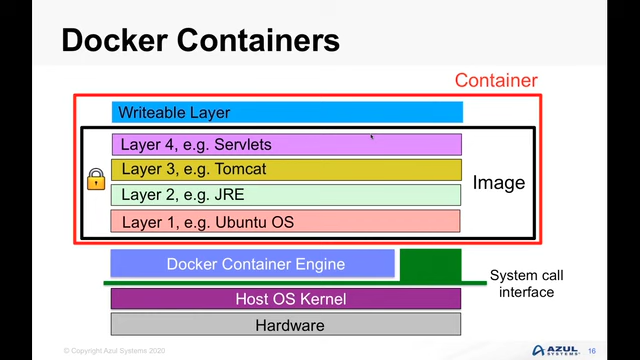 Docker Containers
Container
Writeable Layer
Layer 4, e.g. Servlets
Layer 3, e.g. Tomcat
Layer 2, e.g. JRE
Image
Layer 1, e.g. Ubuntu OS
Docker Container Engine
System call
interface
Host OS Kernel
Hardware
© Copyright Azul Systems 2020
AZUL
SYSTEMS
16